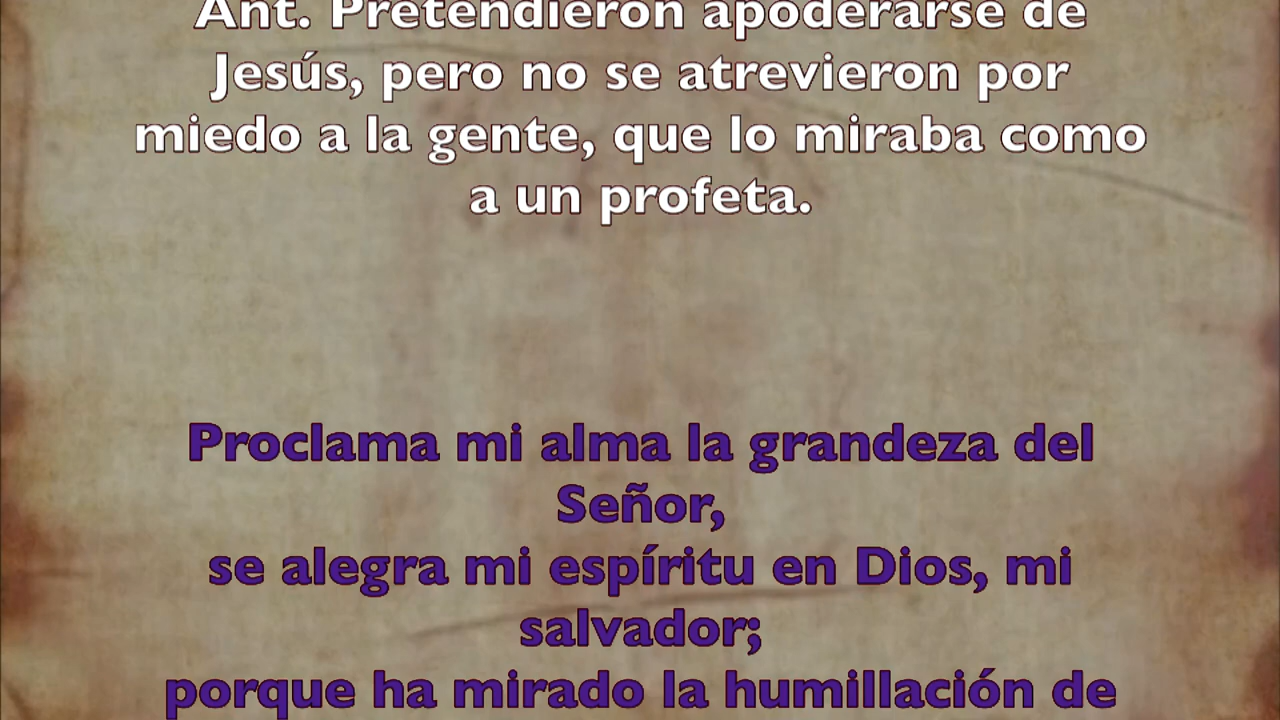 Ant. Pretendieron apoderarse de
Jesús, pero no se atrevieron por
miedo a la gente, que lo miraba como
a un profeta.
Proclama mi alma la grandeza del
Señor,
se alegra mi espíritu en Dios, mi
salvador;
porque ha mirado la humillación de